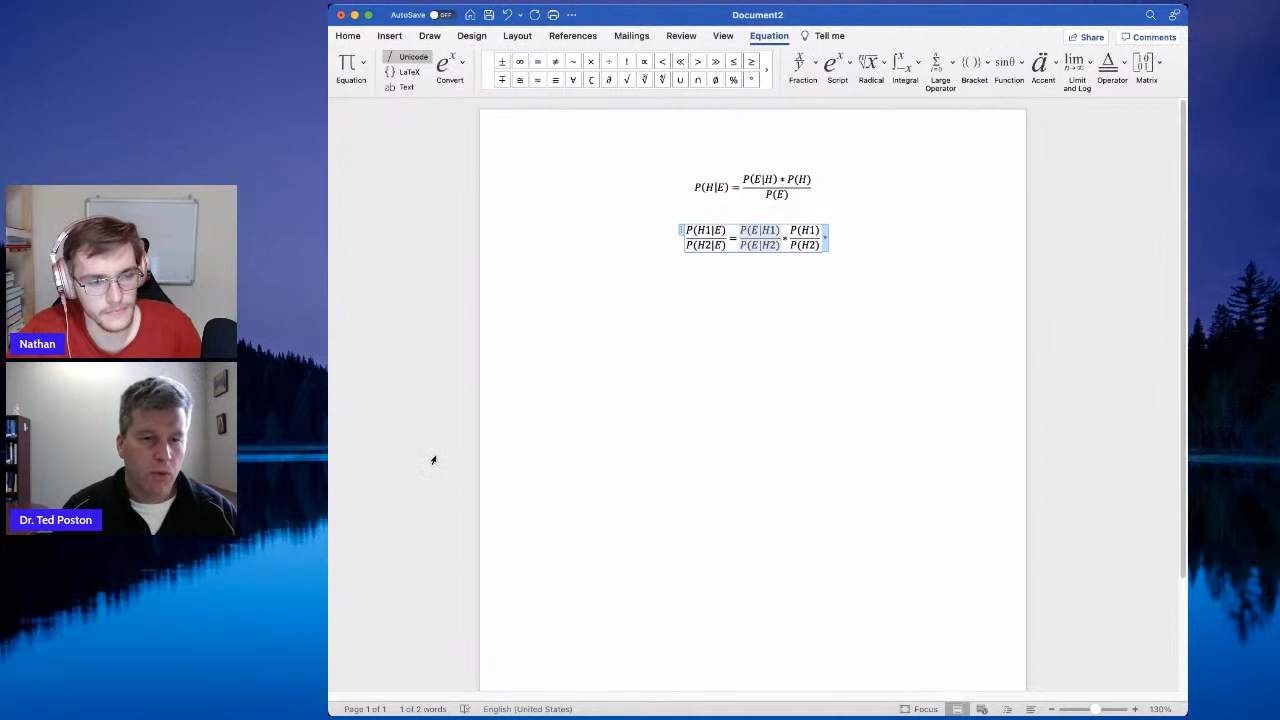 AutoSave OFF
Document2
Home Insert Draw Design Layout References Mailings Review View Equation Tell me
Share Comments
π Equation
Unicode
LaTeX
ab Text
eˣ Convert
± ∞ = ≠ ~ × ÷ ! ∝ < ≪ > ≫ ≤ ≥
∓ ≅ ≈ ≡ ∀ ∁ ∂ √ ∛ ∜ ∪ ∩ ∅ % °
Fraction Script Radical Integral Large Operator Bracket Function Accent Limit and Log Operator Matrix
P(H|E) = P(E|H) * P(H) / P(E)
P(H1|E) / P(H2|E) = P(E|H1) / P(E|H2) * P(H1) / P(H2)
Nathan
Dr. Ted Poston
Page 1 of 1 1 of 2 words English (United States) Focus 130%